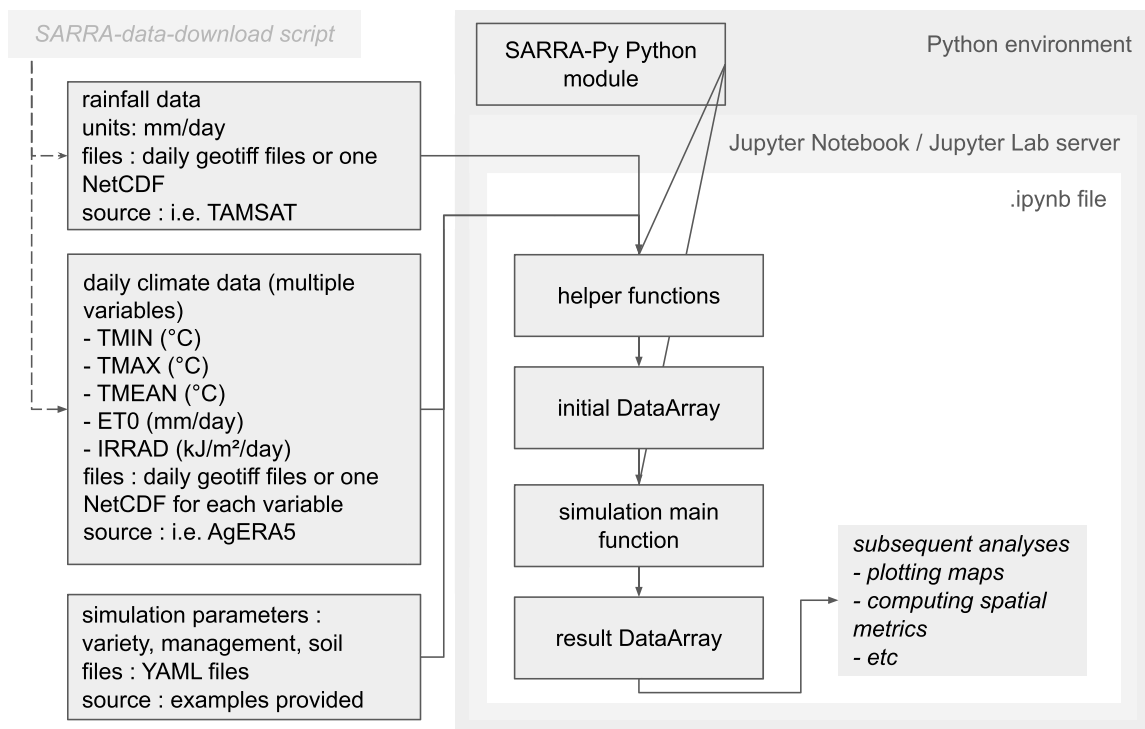 SARRA-data-download script
rainfall data
units: mm/day
files : daily geotiff files or one
NetCDF
source : i.e. TAMSAT
daily climate data (multiple
variables)
- TMIN (°C)
- TMAX (°C)
- TMEAN (°C)
- ET0 (mm/day)
- IRRAD (kJ/m²/day)
files : daily geotiff files or one
NetCDF for each variable
source : i.e. AgERA5
simulation parameters :
variety, management, soil
files : YAML files
source : examples provided
SARRA-Py Python
module
Python environment
Jupyter Notebook / Jupyter Lab server
.ipynb file
helper functions
initial DataArray
simulation main
function
result DataArray
subsequent analyses
- plotting maps
- computing spatial
metrics
- etc